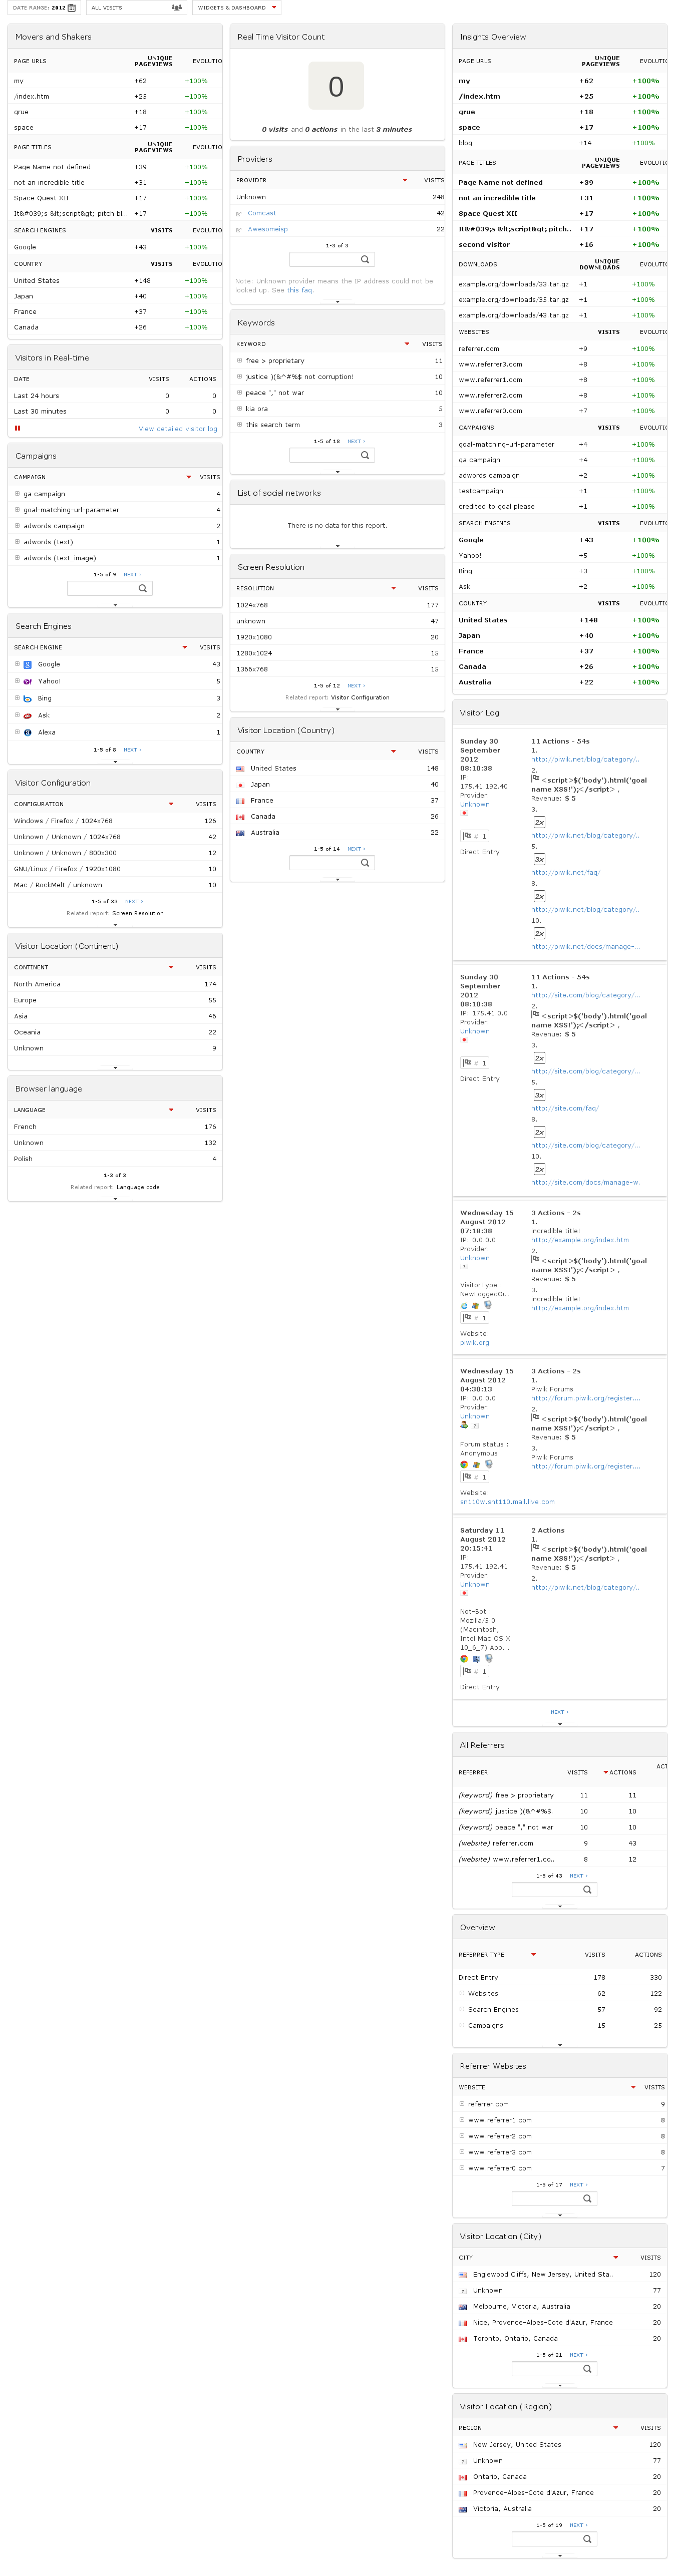 DATE RANGE: 2012
ALL VISITS
WIDGETS & DASHBOARD
Movers and Shakers
PAGE URLS UNIQUE PAGEVIEWS EVOLUTIO
my +62 +100%
/index.htm +25 +100%
grue +18 +100%
space +17 +100%
PAGE TITLES UNIQUE PAGEVIEWS EVOLUTIO
Page Name not defined +39 +100%
not an incredible title +31 +100%
Space Quest XII +17 +100%
It&#039;s &lt;script&gt; pitch bl... +17 +100%
SEARCH ENGINES VISITS EVOLUTIO
Google +43 +100%
COUNTRY VISITS EVOLUTIO
United States +148 +100%
Japan +40 +100%
France +37 +100%
Canada +26 +100%
Visitors in Real-time
DATE VISITS ACTIONS
Last 24 hours 0 0
Last 30 minutes 0 0
View detailed visitor log
Campaigns
CAMPAIGN VISITS
ga campaign 4
goal-matching-url-parameter 4
adwords campaign 2
adwords (text) 1
adwords (text_image) 1
1-5 of 9 NEXT ›
Search Engines
SEARCH ENGINE VISITS
Google 43
Yahoo! 5
Bing 3
Ask 2
Alexa 1
1-5 of 8 NEXT ›
Visitor Configuration
CONFIGURATION VISITS
Windows / Firefox / 1024x768 126
Unknown / Unknown / 1024x768 42
Unknown / Unknown / 800x300 12
GNU/Linux / Firefox / 1920x1080 10
Mac / RockMelt / unknown 10
1-5 of 33 NEXT ›
Related report: Screen Resolution
Visitor Location (Continent)
CONTINENT VISITS
North America 174
Europe 55
Asia 46
Oceania 22
Unknown 9
Browser language
LANGUAGE VISITS
French 176
Unknown 132
Polish 4
1-3 of 3
Related report: Language code
Real Time Visitor Count
0
0 visits and 0 actions in the last 3 minutes
Providers
PROVIDER VISITS
Unknown 248
Comcast 42
Awesomeisp 22
1-3 of 3
Note: Unknown provider means the IP address could not be
looked up. See this faq.
Keywords
KEYWORD VISITS
free > proprietary 11
justice )(&^#%$ not corruption! 10
peace "," not war 10
kia ora 5
this search term 3
1-5 of 18 NEXT ›
List of social networks
There is no data for this report.
Screen Resolution
RESOLUTION VISITS
1024x768 177
unknown 47
1920x1080 20
1280x1024 15
1366x768 15
1-5 of 12 NEXT ›
Related report: Visitor Configuration
Visitor Location (Country)
COUNTRY VISITS
United States 148
Japan 40
France 37
Canada 26
Australia 22
1-5 of 14 NEXT ›
Insights Overview
PAGE URLS UNIQUE PAGEVIEWS EVOLUTIO
my +62 +100%
/index.htm +25 +100%
grue +18 +100%
space +17 +100%
blog +14 +100%
PAGE TITLES UNIQUE PAGEVIEWS EVOLUTIO
Page Name not defined +39 +100%
not an incredible title +31 +100%
Space Quest XII +17 +100%
It&#039;s &lt;script&gt; pitch.. +17 +100%
second visitor +16 +100%
DOWNLOADS UNIQUE DOWNLOADS EVOLUTIO
example.org/downloads/33.tar.gz +1 +100%
example.org/downloads/35.tar.gz +1 +100%
example.org/downloads/43.tar.gz +1 +100%
WEBSITES VISITS EVOLUTIO
referrer.com +9 +100%
www.referrer3.com +8 +100%
www.referrer1.com +8 +100%
www.referrer2.com +8 +100%
www.referrer0.com +7 +100%
CAMPAIGNS VISITS EVOLUTIO
goal-matching-url-parameter +4 +100%
ga campaign +4 +100%
adwords campaign +2 +100%
testcampaign +1 +100%
credited to goal please +1 +100%
SEARCH ENGINES VISITS EVOLUTIO
Google +43 +100%
Yahoo! +5 +100%
Bing +3 +100%
Ask +2 +100%
COUNTRY VISITS EVOLUTIO
United States +148 +100%
Japan +40 +100%
France +37 +100%
Canada +26 +100%
Australia +22 +100%
Visitor Log
Sunday 30
September
2012
08:10:38
IP:
175.41.192.40
Provider:
Unknown
# 1
Direct Entry
11 Actions - 54s
1.
http://piwik.net/blog/category/..
2.
<script>$('body').html('goal
name XSS!');</script> ,
Revenue: $ 5
3.
2x
http://piwik.net/blog/category/..
5.
3x
http://piwik.net/faq/
8.
2x
http://piwik.net/blog/category/..
10.
2x
http://piwik.net/docs/manage-...
Sunday 30
September
2012
08:10:38
IP: 175.41.0.0
Provider:
Unknown
# 1
Direct Entry
11 Actions - 54s
1.
http://site.com/blog/category/...
2.
<script>$('body').html('goal
name XSS!');</script> ,
Revenue: $ 5
3.
2x
http://site.com/blog/category/...
5.
3x
http://site.com/faq/
8.
2x
http://site.com/blog/category/...
10.
2x
http://site.com/docs/manage-w.
Wednesday 15
August 2012
07:18:38
IP: 0.0.0.0
Provider:
Unknown
VisitorType :
NewLoggedOut
# 1
Website:
piwik.org
3 Actions - 2s
1.
incredible title!
http://example.org/index.htm
2.
<script>$('body').html('goal
name XSS!');</script> ,
Revenue: $ 5
3.
incredible title!
http://example.org/index.htm
Wednesday 15
August 2012
04:30:13
IP: 0.0.0.0
Provider:
Unknown
Forum status :
Anonymous
# 1
Website:
sn110w.snt110.mail.live.com
3 Actions - 2s
1.
Piwik Forums
http://forum.piwik.org/register....
2.
<script>$('body').html('goal
name XSS!');</script> ,
Revenue: $ 5
3.
Piwik Forums
http://forum.piwik.org/register....
Saturday 11
August 2012
20:15:41
IP:
175.41.192.41
Provider:
Unknown
Not-Bot :
Mozilla/5.0
(Macintosh;
Intel Mac OS X
10_6_7) App...
# 1
Direct Entry
2 Actions
1.
<script>$('body').html('goal
name XSS!');</script> ,
Revenue: $ 5
2.
http://piwik.net/blog/category/..
NEXT ›
All Referrers
REFERRER VISITS ACTIONS ACT
(keyword) free > proprietary 11 11
(keyword) justice )(&^#%$. 10 10
(keyword) peace "," not war 10 10
(website) referrer.com 9 43
(website) www.referrer1.co.. 8 12
1-5 of 43 NEXT ›
Overview
REFERRER TYPE VISITS ACTIONS
Direct Entry 178 330
Websites 62 122
Search Engines 57 92
Campaigns 15 25
Referrer Websites
WEBSITE VISITS
referrer.com 9
www.referrer1.com 8
www.referrer2.com 8
www.referrer3.com 8
www.referrer0.com 7
1-5 of 17 NEXT ›
Visitor Location (City)
CITY VISITS
Englewood Cliffs, New Jersey, United Sta.. 120
Unknown 77
Melbourne, Victoria, Australia 20
Nice, Provence-Alpes-Cote d'Azur, France 20
Toronto, Ontario, Canada 20
1-5 of 21 NEXT ›
Visitor Location (Region)
REGION VISITS
New Jersey, United States 120
Unknown 77
Ontario, Canada 20
Provence-Alpes-Cote d'Azur, France 20
Victoria, Australia 20
1-5 of 19 NEXT ›